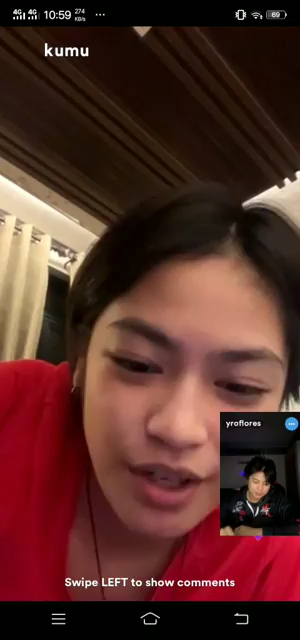 4G 4G 10:59 274 KB/s ... 69
kumu
yroflores
Swipe LEFT to show comments